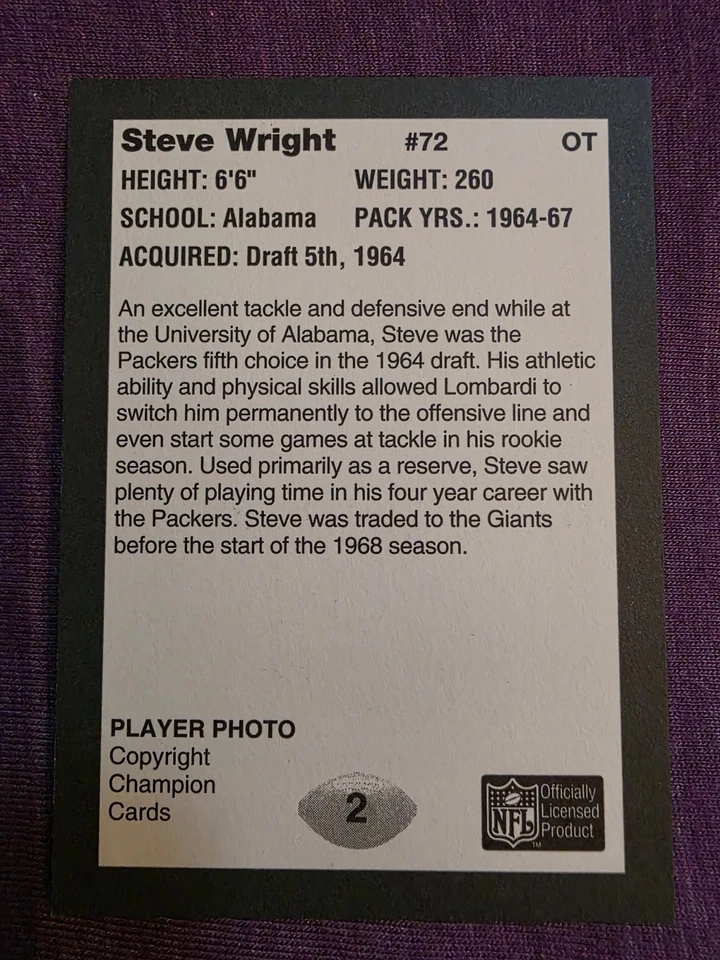 Steve Wright #72 OT
HEIGHT: 6'6" WEIGHT: 260
SCHOOL: Alabama PACK YRS.: 1964-67
ACQUIRED: Draft 5th, 1964
An excellent tackle and defensive end while at
the University of Alabama, Steve was the
Packers fifth choice in the 1964 draft. His athletic
ability and physical skills allowed Lombardi to
switch him permanently to the offensive line and
even start some games at tackle in his rookie
season. Used primarily as a reserve, Steve saw
plenty of playing time in his four year career with
the Packers. Steve was traded to the Giants
before the start of the 1968 season.
PLAYER PHOTO
Copyright
Champion
Cards
2
NFL
TM
Officially
Licensed
Product